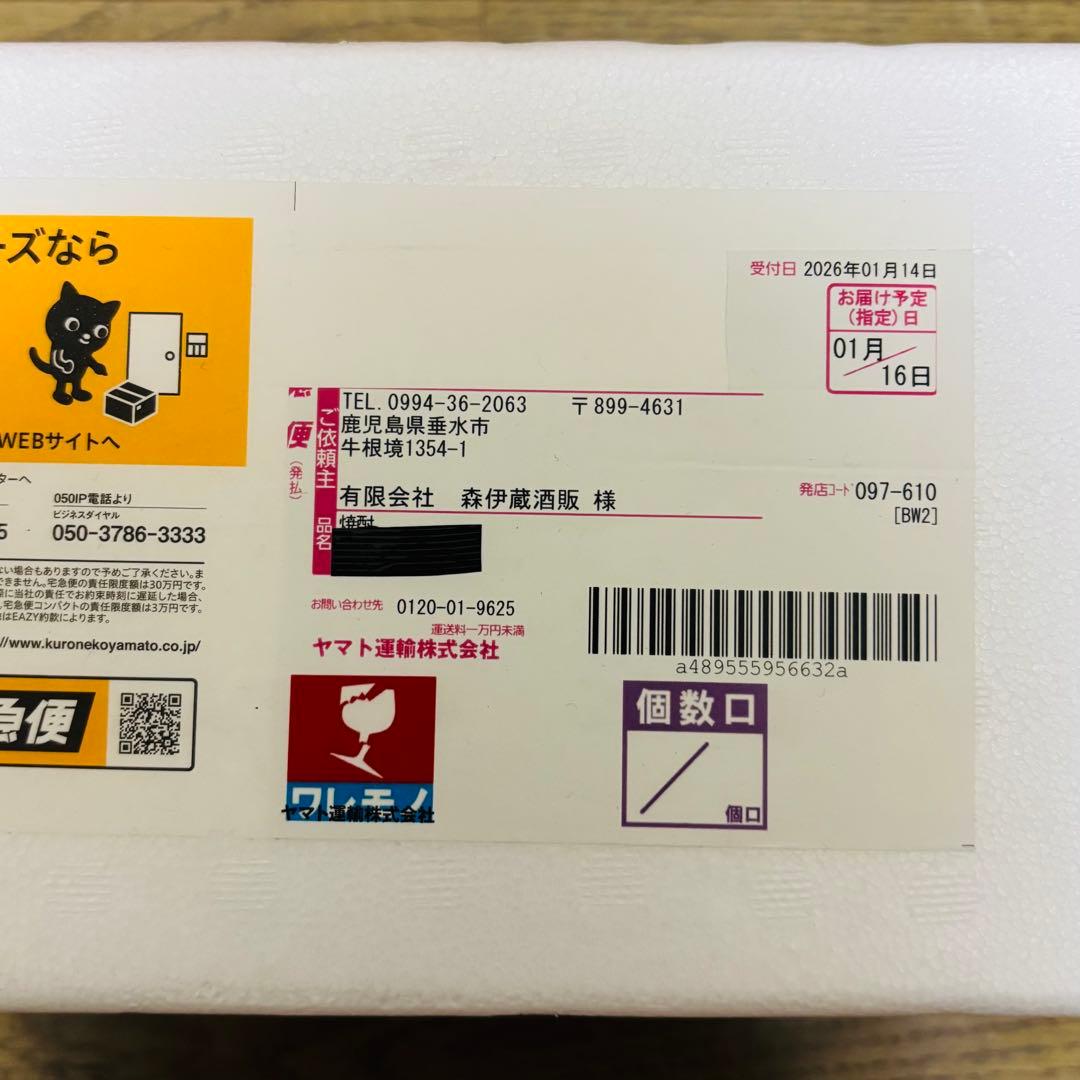 ーズなら
WEBサイトへ
ターへ
050IP電話より
ビジネスダイヤル
5
050-3786-3333
ない場合もありますので予めご了承ください。ま
できません。宅急便の責任限度額は30万円です。
際に当社の責任でお約束時刻に遅延した場合、
宅急便コンパクトの責任限度額は3万円です。
はEAZY約款によります。
//www.kuronekoyamato.co.jp/
急便
受付日 2026年01月14日
お届け予定
(指定)日
01月
16日
便
(発払)
ご依頼主
TEL. 0994-36-2063 〒899-4631
鹿児島県垂水市
牛根境1354-1
有限会社 森伊蔵酒販 様
発店コード 097-610
[BW2]
品名
焼酎
お問い合わせ先 0120-01-9625
運送料一万円未満
ヤマト運輸株式会社
a489555956632a
ワレモノ
ヤマト運輸株式会社
個数口
個口